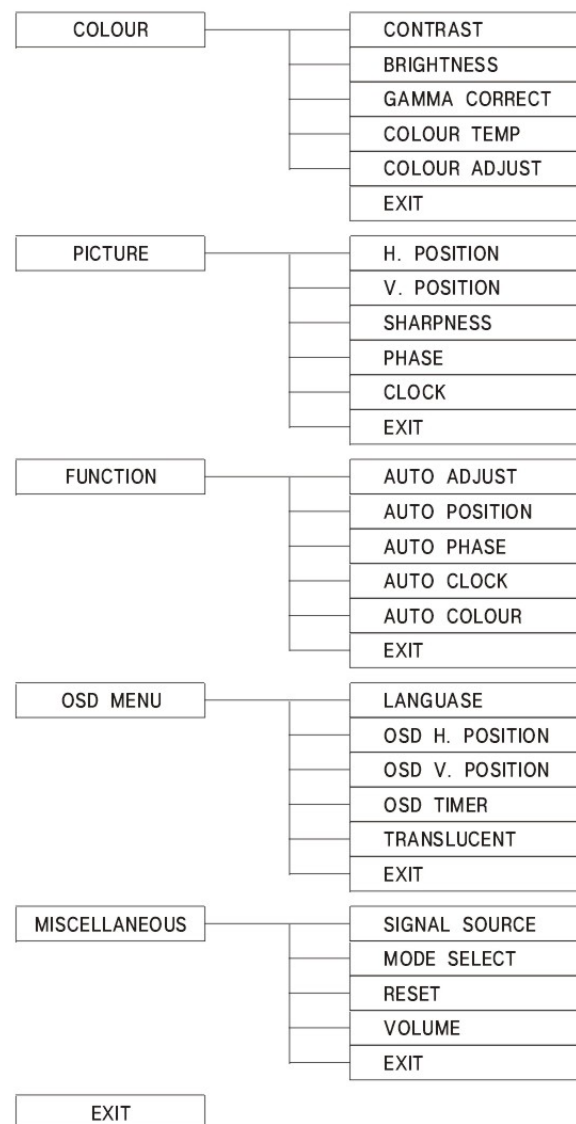 COLOUR
CONTRAST
BRIGHTNESS
GAMMA CORRECT
COLOUR TEMP
COLOUR ADJUST
EXIT
PICTURE
H. POSITION
V. POSITION
SHARPNESS
PHASE
CLOCK
EXIT
FUNCTION
AUTO ADJUST
AUTO POSITION
AUTO PHASE
AUTO CLOCK
AUTO COLOUR
EXIT
OSD MENU
LANGUASE
OSD H. POSITION
OSD V. POSITION
OSD TIMER
TRANSLUCENT
EXIT
MISCELLANEOUS
SIGNAL SOURCE
MODE SELECT
RESET
VOLUME
EXIT
EXIT